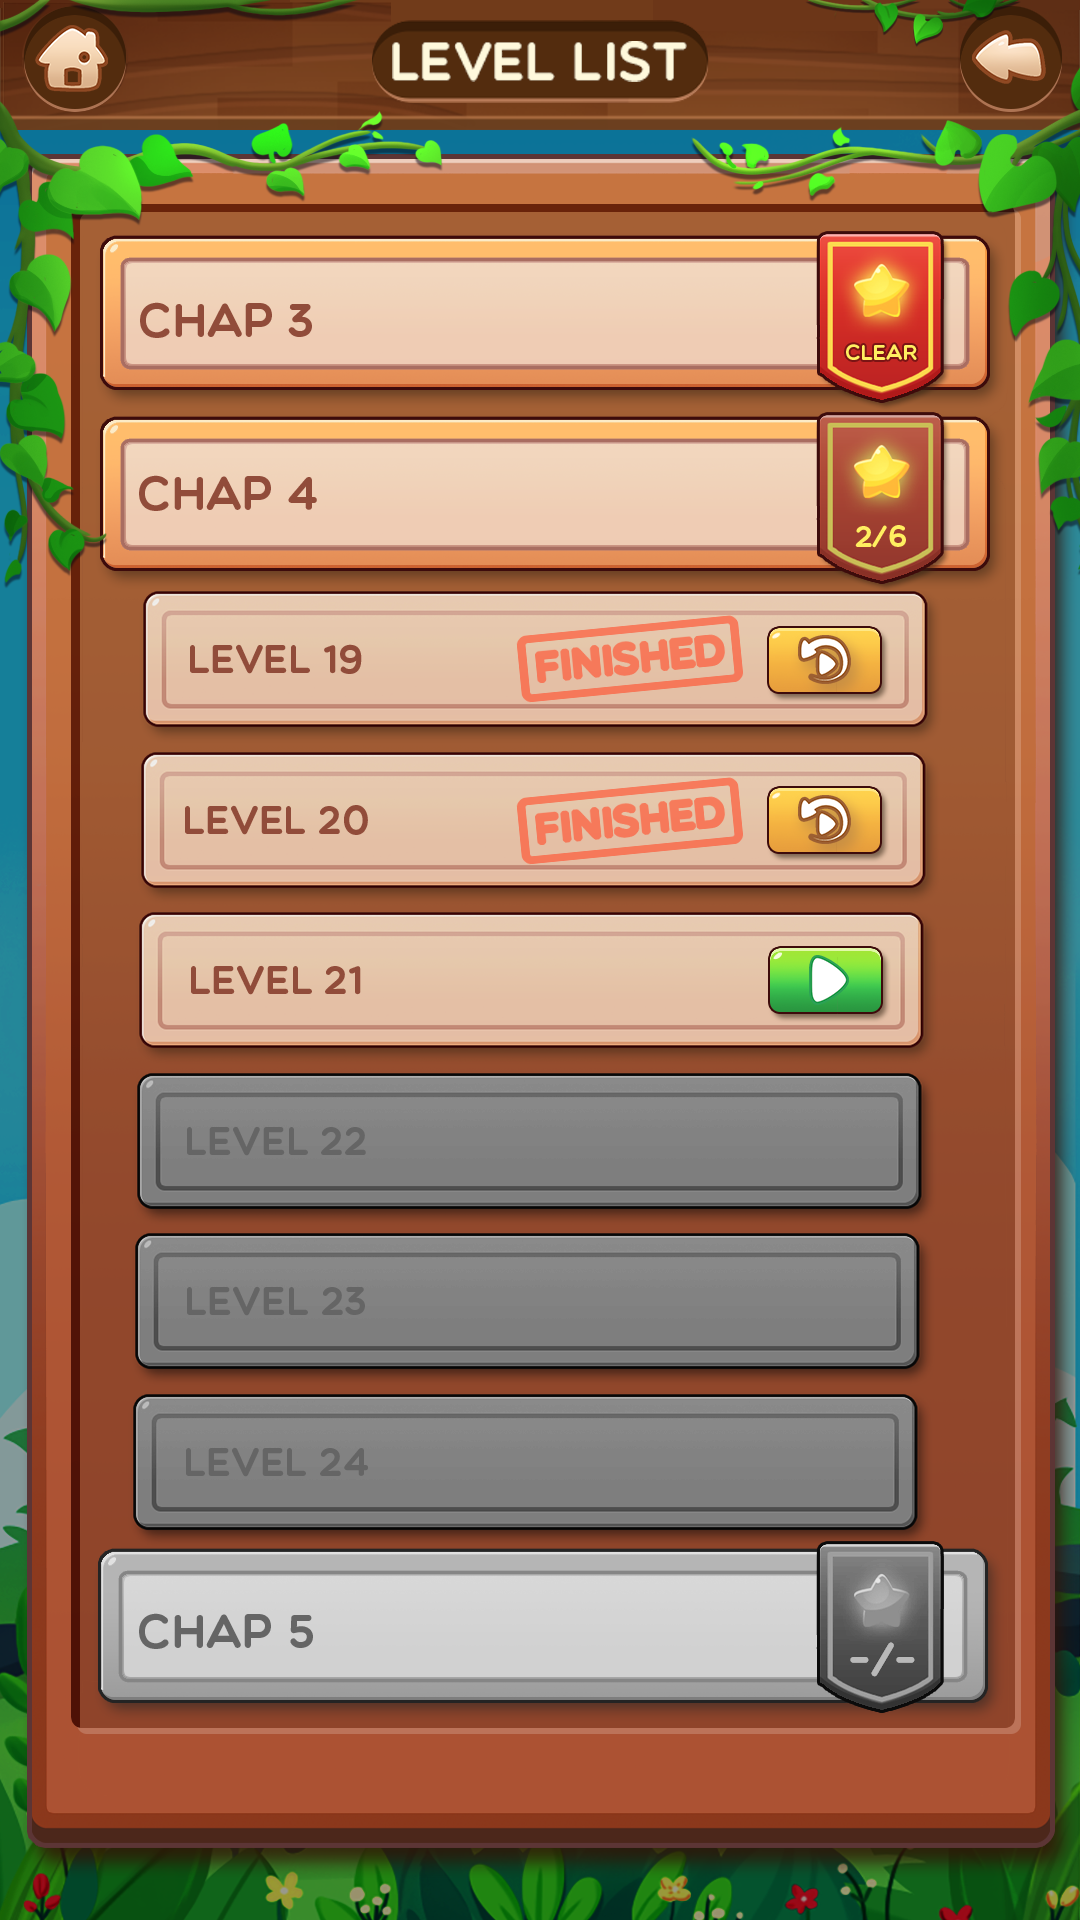 LEVEL LIST
CHAP 3
CLEAR
CHAP 4
2/6
LEVEL 19
FINISHED
LEVEL 20
FINISHED
LEVEL 21
LEVEL 22
LEVEL 23
LEVEL 24
CHAP 5
-/-